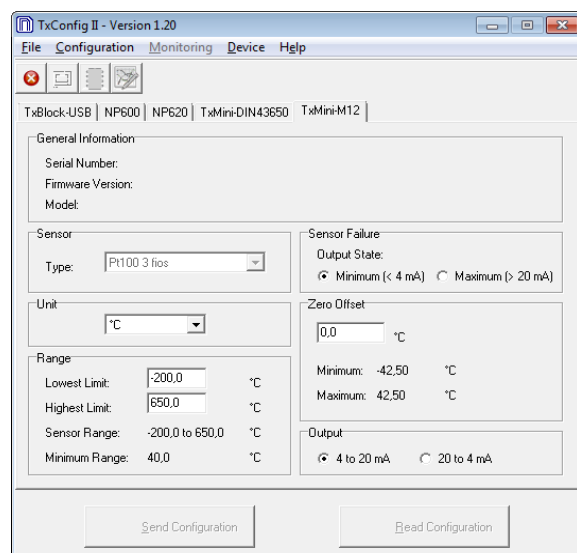 TxConfig II - Version 1.20
File Configuration Monitoring Device Help
TxBlock-USB NP600 NP620 TxMini-DIN43650 TxMini-M12
General Information
Serial Number:
Firmware Version:
Model:
Sensor
Type: Pt100 3 fios
Sensor Failure
Output State:
Minimum (< 4 mA) Maximum (> 20 mA)
Unit
°C
Zero Offset
0,0 °C
Minimum: -42,50 °C
Maximum: 42,50 °C
Range
Lowest Limit: -200,0 °C
Highest Limit: 650,0 °C
Sensor Range: -200,0 to 650,0 °C
Minimum Range: 40,0 °C
Output
4 to 20 mA 20 to 4 mA
Send Configuration Read Configuration